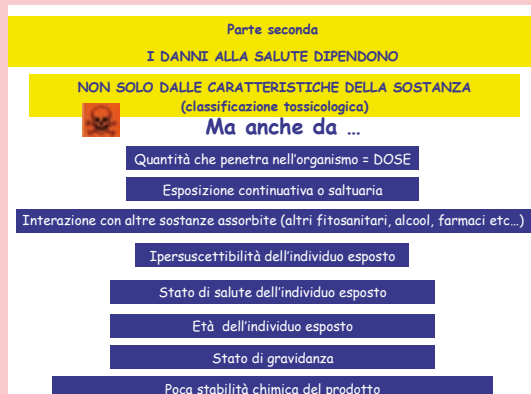 Parte seconda
I DANNI ALLA SALUTE DIPENDONO
NON SOLO DALLE CARATTERISTICHE DELLA SOSTANZA
(classificazione tossicologica)
Ma anche da ...
Quantità che penetra nell'organismo = DOSE
Esposizione continuativa o saltuaria
Interazione con altre sostanze assorbite (altri fitosanitari, alcool, farmaci etc...)
Ipersuscettibilità dell'individuo esposto
Stato di salute dell'individuo esposto
Età dell'individuo esposto
Stato di gravidanza
Poca stabilità chimica del prodotto